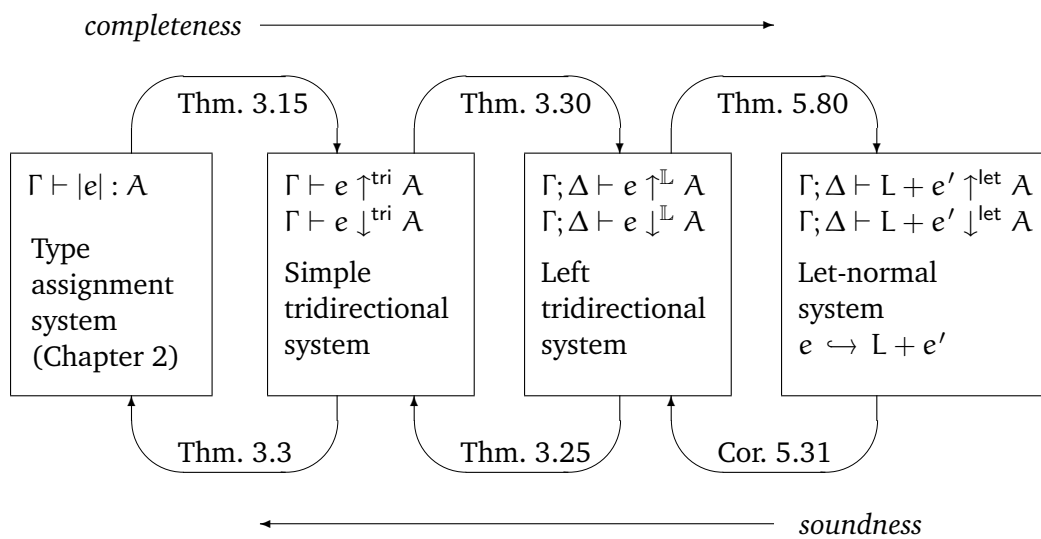 completeness
Thm. 3.15
Thm. 3.30
Thm. 5.80
Γ ⊢ |e| : A
Type
assignment
system
(Chapter 2)
Γ ⊢ e ↑ᵗʳⁱ A
Γ ⊢ e ↓ᵗʳⁱ A
Simple
tridirectional
system
Γ; Δ ⊢ e ↑^𝕃 A
Γ; Δ ⊢ e ↓^𝕃 A
Left
tridirectional
system
Γ; Δ ⊢ L + e′ ↑ˡᵉᵗ A
Γ; Δ ⊢ L + e′ ↓ˡᵉᵗ A
Let-normal
system
e ↪ L + e′
Thm. 3.3
Thm. 3.25
Cor. 5.31
soundness